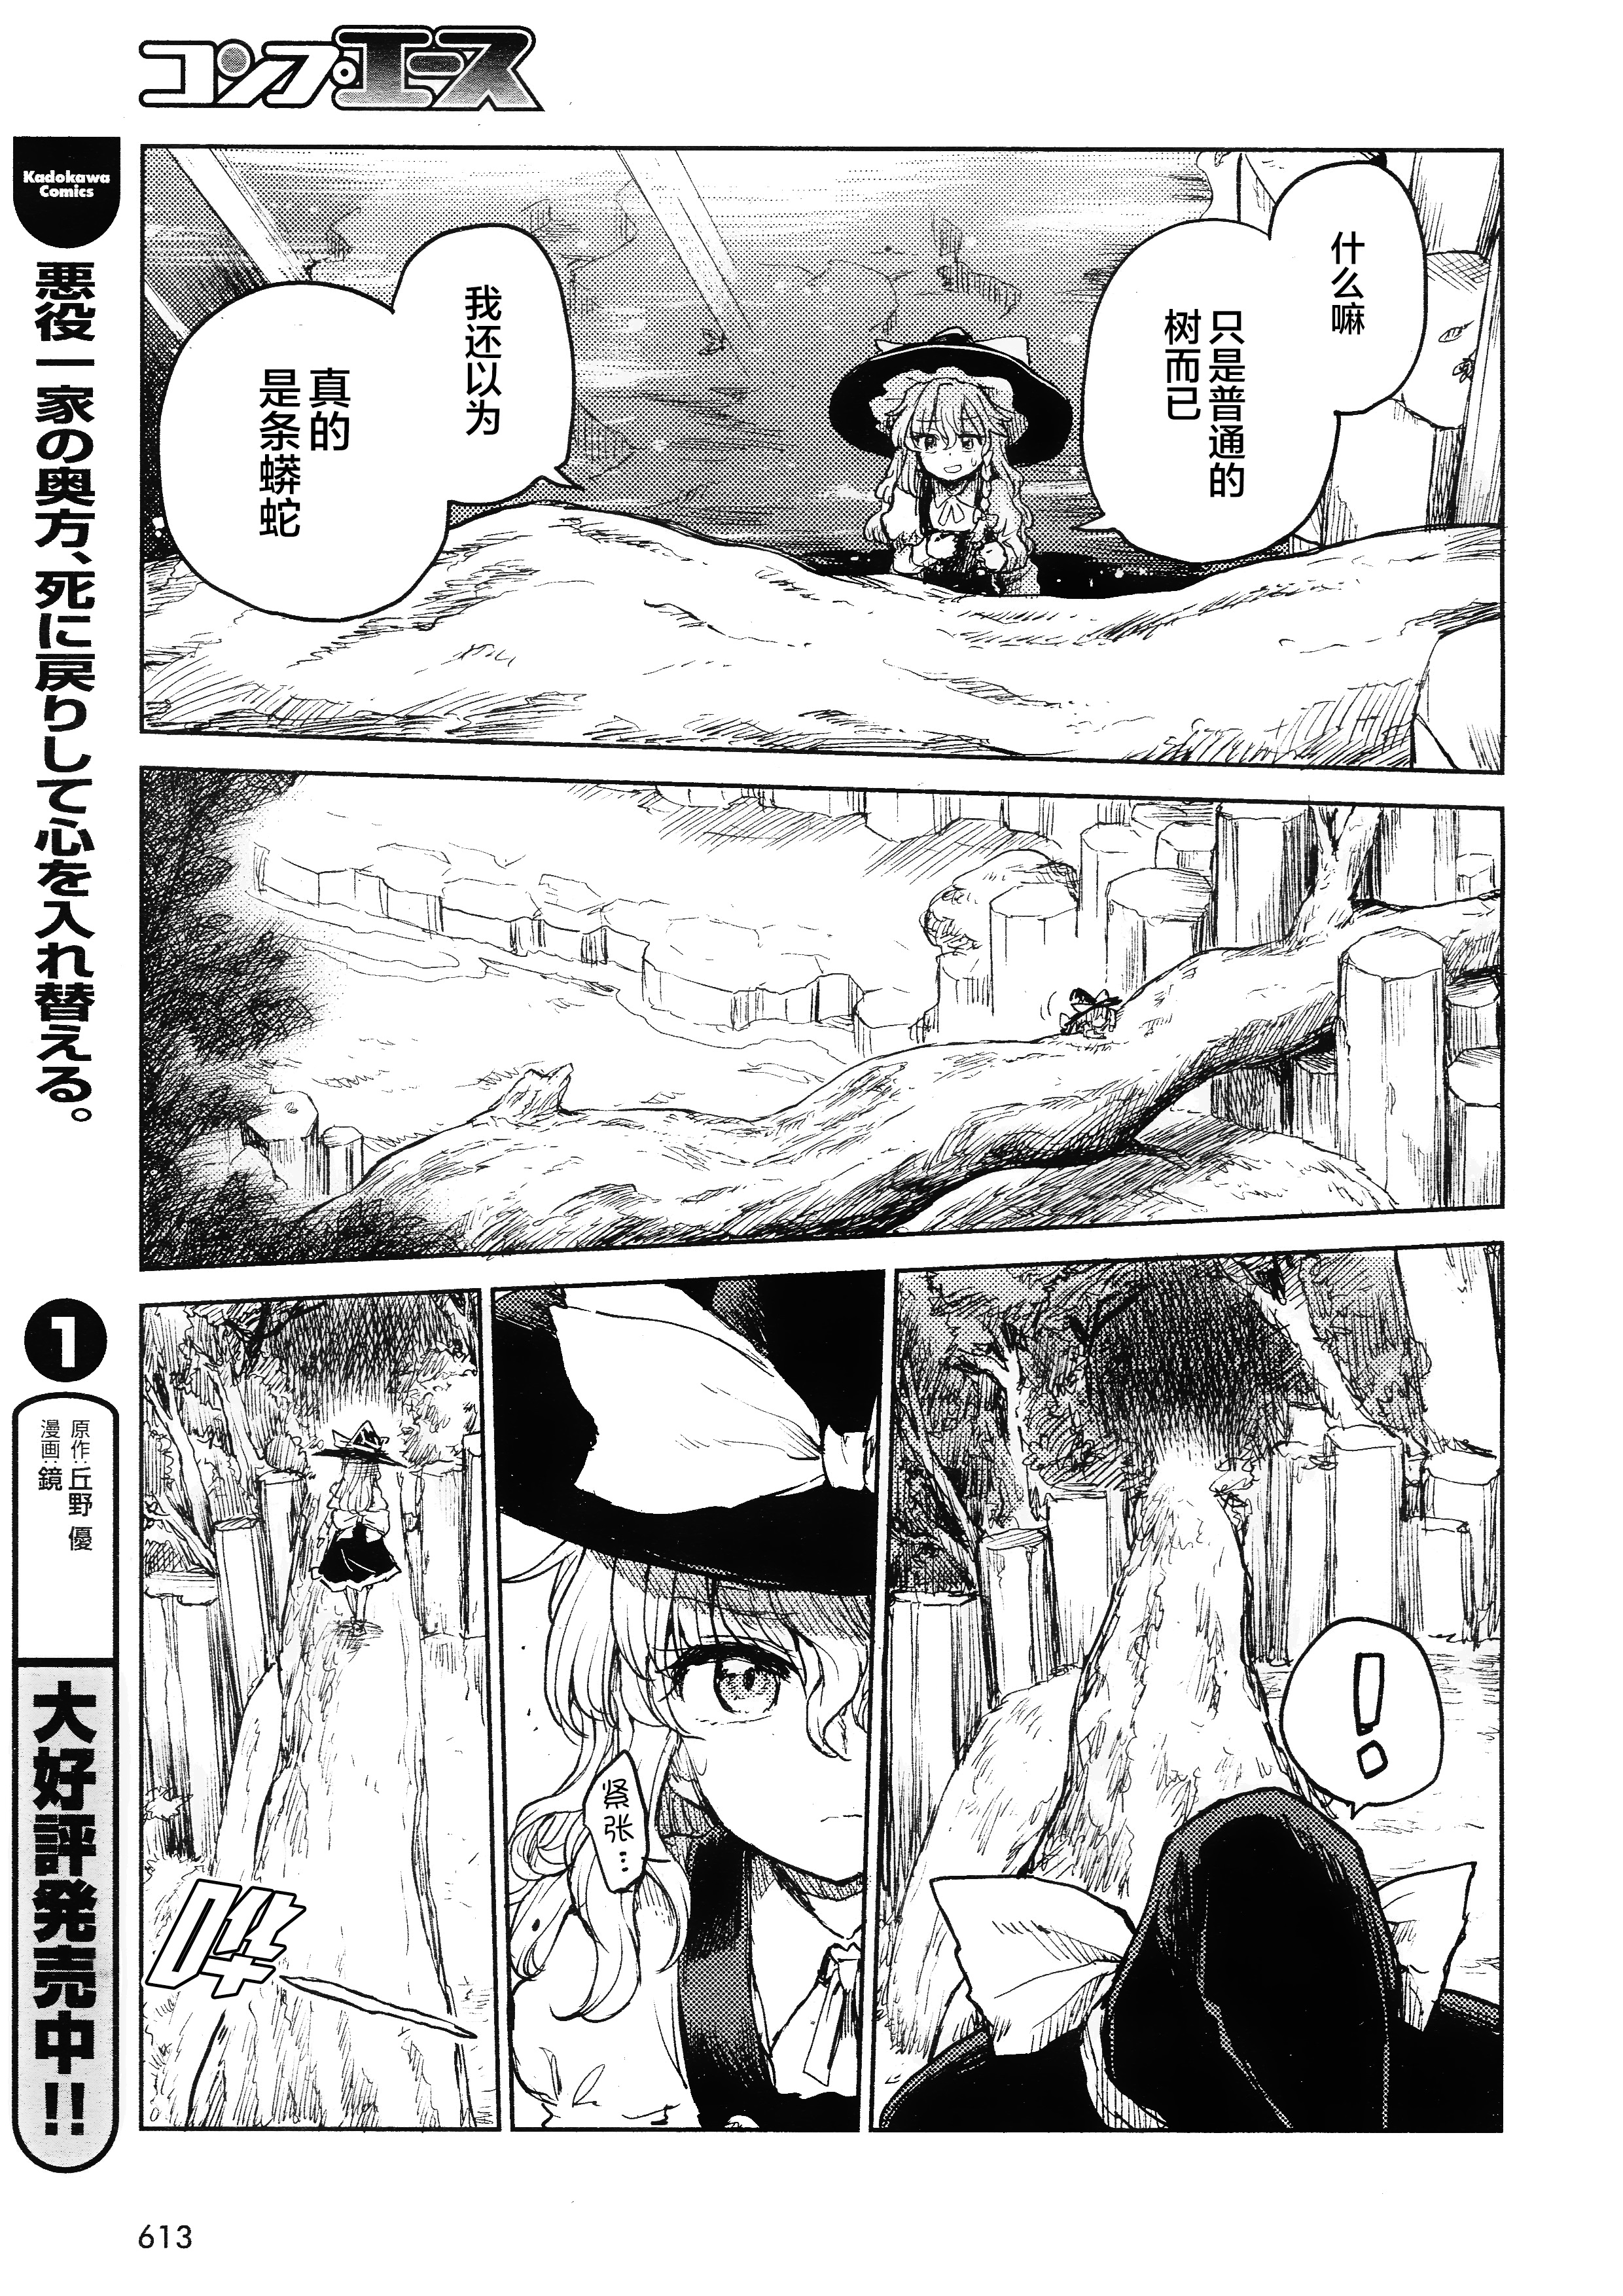 コンプエース
什么嘛
只是普通的
树而已
我还以为
真的
是条蟒蛇
！
紧张…
哗
Kadokawa
Comics
悪役一家の奥方、死に戻りして心を入れ替える。
1
原作:丘野 優
漫画:鏡
大好評発売中!!
613